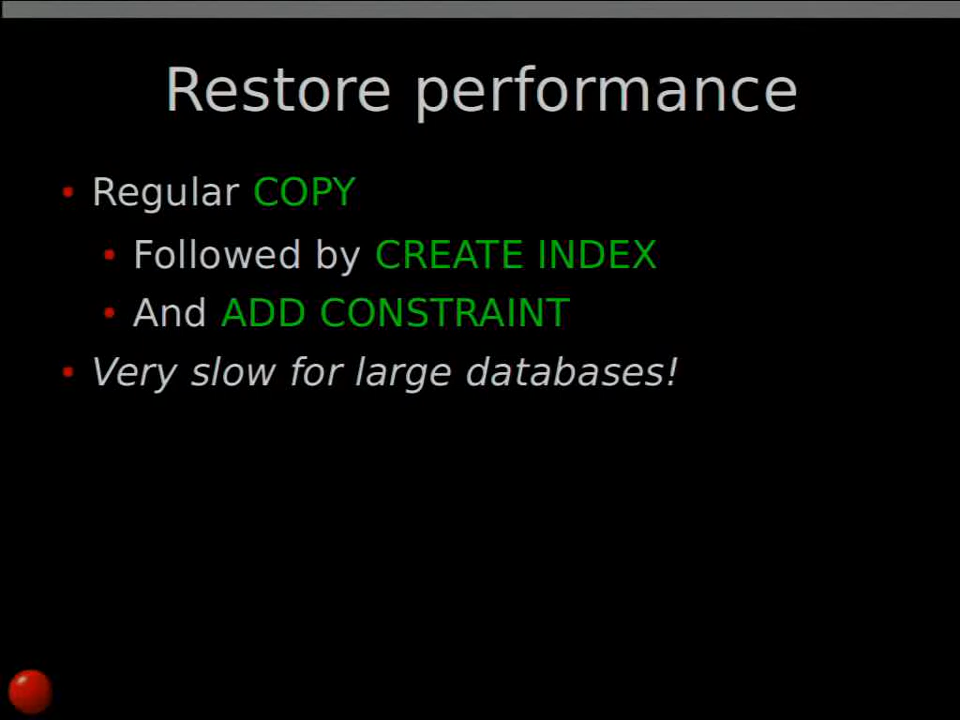 Restore performance
Regular COPY
Followed by CREATE INDEX
And ADD CONSTRAINT
Very slow for large databases!